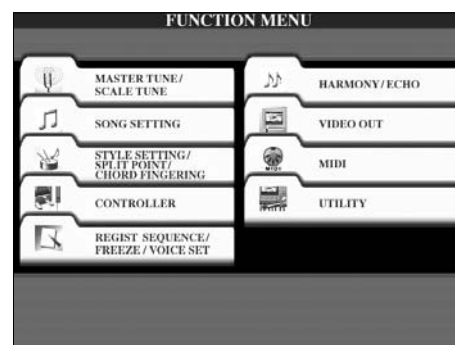 FUNCTION MENU
MASTER TUNE/
SCALE TUNE
SONG SETTING
STYLE SETTING/
SPLIT POINT/
CHORD FINGERING
CONTROLLER
REGIST SEQUENCE/
FREEZE / VOICE SET
HARMONY/ECHO
VIDEO OUT
MIDI
MIDI
UTILITY